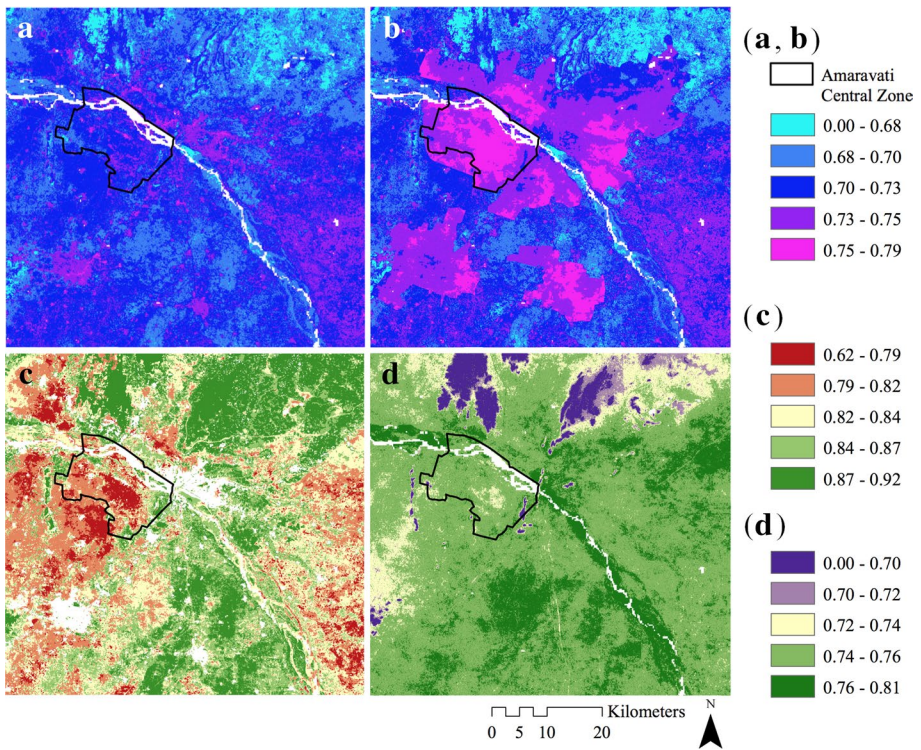 a
b
c
d
(a, b)
Amaravati
Central Zone
0.00 - 0.68
0.68 - 0.70
0.70 - 0.73
0.73 - 0.75
0.75 - 0.79
(c)
0.62 - 0.79
0.79 - 0.82
0.82 - 0.84
0.84 - 0.87
0.87 - 0.92
(d)
0.00 - 0.70
0.70 - 0.72
0.72 - 0.74
0.74 - 0.76
0.76 - 0.81
Kilometers
0 5 10 20
N